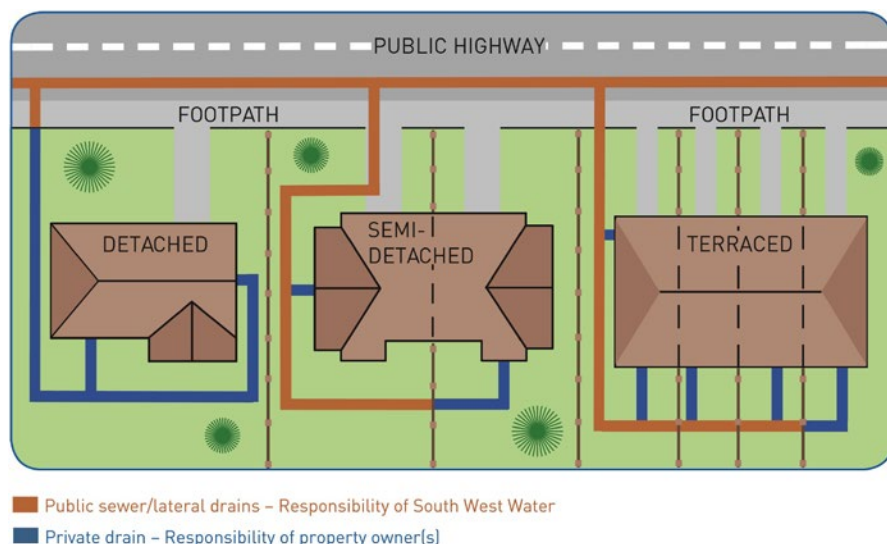 PUBLIC HIGHWAY
FOOTPATH
FOOTPATH
DETACHED
SEMI-
DETACHED
TERRACED
Public sewer/lateral drains – Responsibility of South West Water
Private drain – Responsibility of property owner(s)